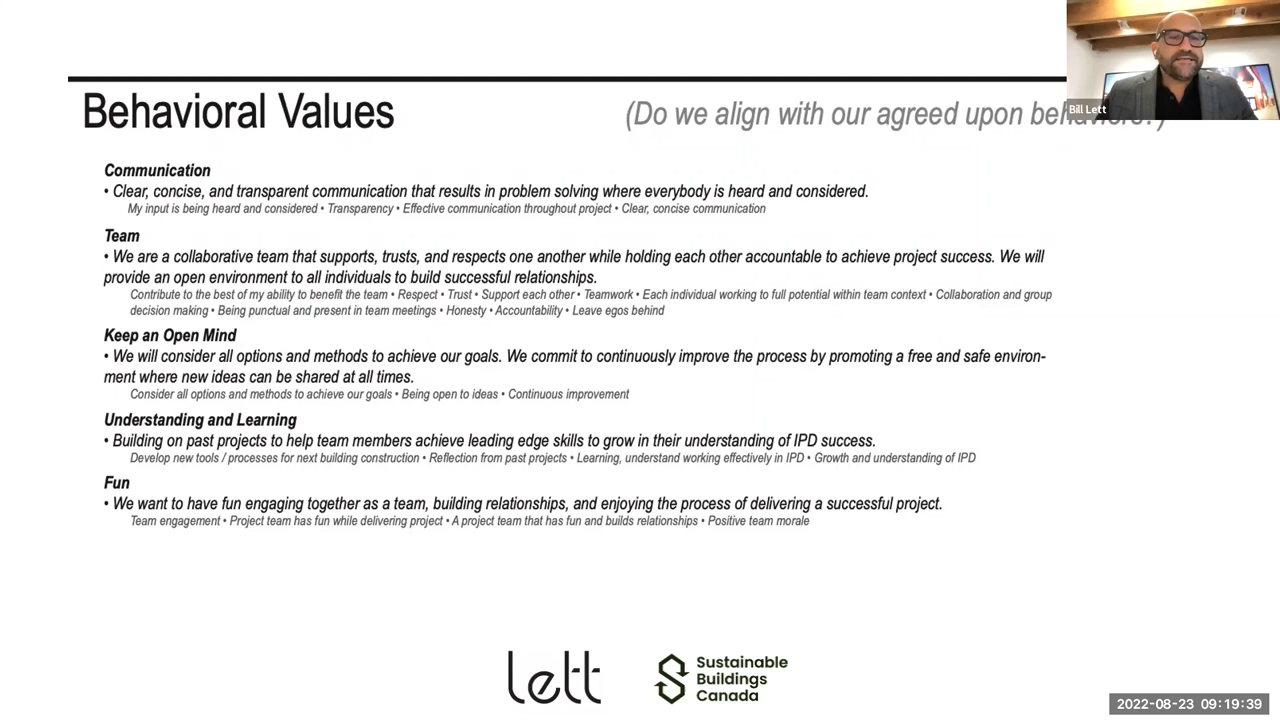 Behavioral Values
(Do we align with our agreed upon behaviors?)
Bill Lett
Communication
• Clear, concise, and transparent communication that results in problem solving where everybody is heard and considered.
My input is being heard and considered • Transparency • Effective communication throughout project • Clear, concise communication
Team
• We are a collaborative team that supports, trusts, and respects one another while holding each other accountable to achieve project success. We will
provide an open environment to all individuals to build successful relationships.
Contribute to the best of my ability to benefit the team • Respect • Trust • Support each other • Teamwork • Each individual working to full potential within team context • Collaboration and group
decision making • Being punctual and present in team meetings • Honesty • Accountability • Leave egos behind
Keep an Open Mind
• We will consider all options and methods to achieve our goals. We commit to continuously improve the process by promoting a free and safe environ-
ment where new ideas can be shared at all times.
Consider all options and methods to achieve our goals • Being open to ideas • Continuous improvement
Understanding and Learning
• Building on past projects to help team members achieve leading edge skills to grow in their understanding of IPD success.
Develop new tools / processes for next building construction • Reflection from past projects • Learning, understand working effectively in IPD • Growth and understanding of IPD
Fun
• We want to have fun engaging together as a team, building relationships, and enjoying the process of delivering a successful project.
Team engagement • Project team has fun while delivering project • A project team that has fun and builds relationships • Positive team morale
lett
Sustainable
Buildings
Canada
2022-08-23 09:19:39